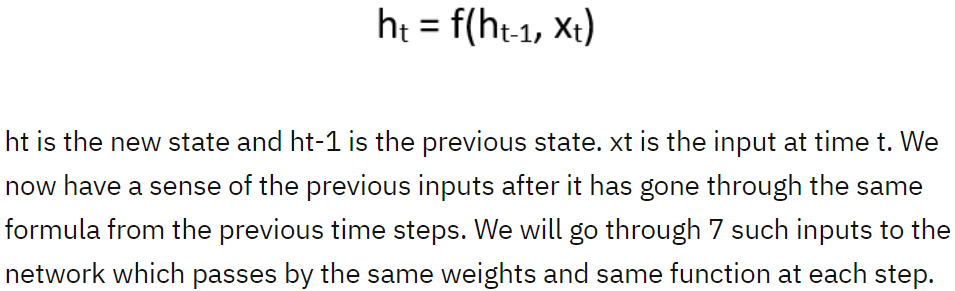 ht = f(ht-1, xt)
ht is the new state and ht-1 is the previous state. xt is the input at time t. We
now have a sense of the previous inputs after it has gone through the same
formula from the previous time steps. We will go through 7 such inputs to the
network which passes by the same weights and same function at each step.